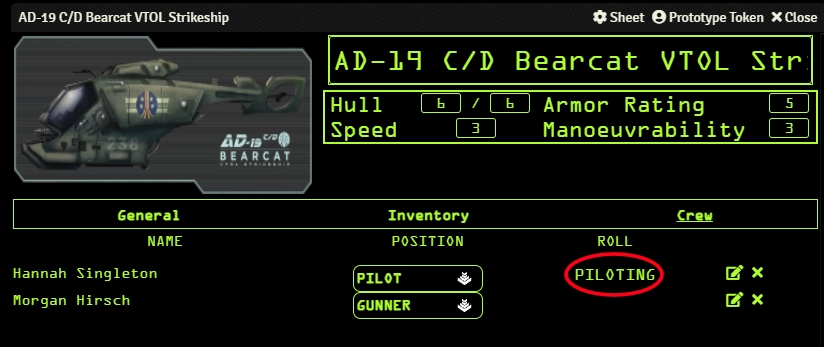 AD-19 C/D Bearcat VTOL Strikeship Sheet Prototype Token Close
AD-19 C/D Bearcat VTOL Str
Hull 6 / 6 Armor Rating 5
Speed 3 Manoeuvrability 3
238
AD-19 C/D
BEARCAT
VTOL STRIKESHIP
General Inventory Crew
NAME POSITION ROLL
Hannah Singleton PILOT PILOTING
Morgan Hirsch GUNNER